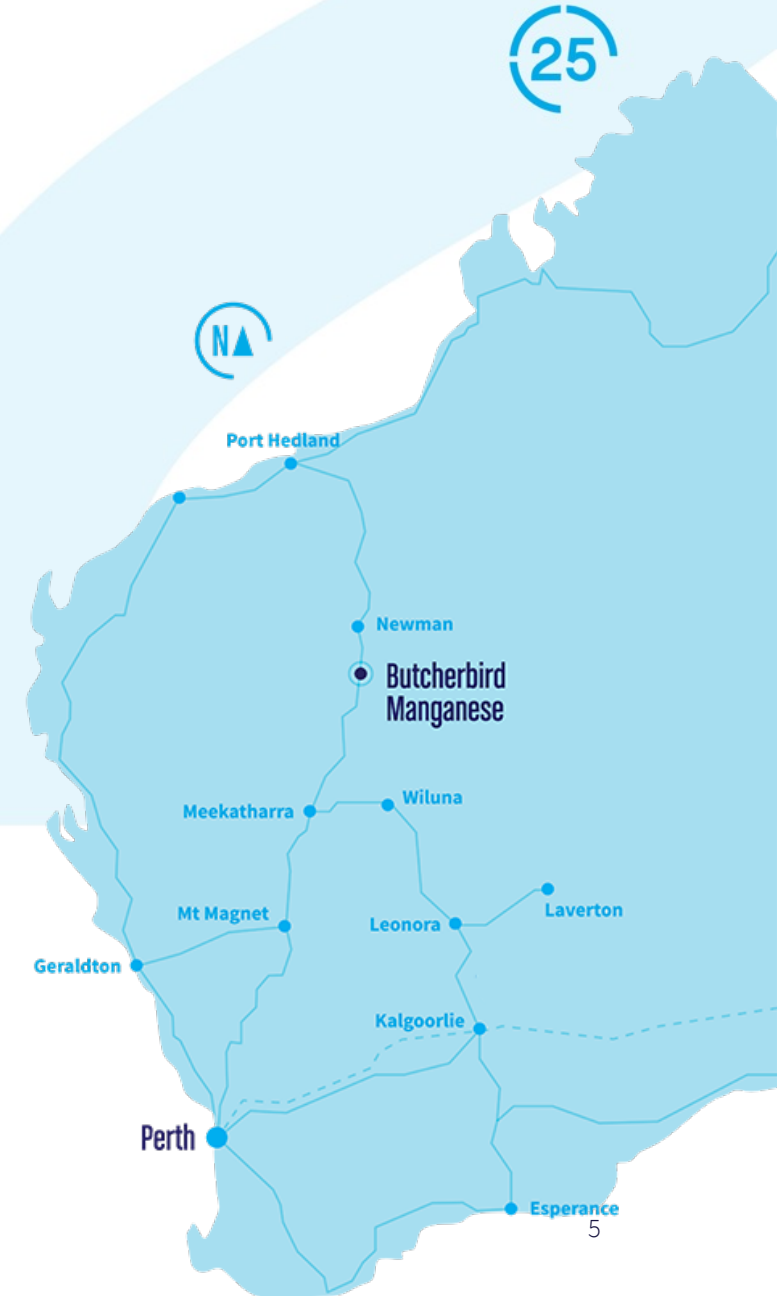 25
N
Port Hedland
Newman
Butcherbird
Manganese
Wiluna
Meekatharra
Laverton
Mt Magnet
Leonora
Geraldton
Kalgoorlie
Perth
Esperance
5